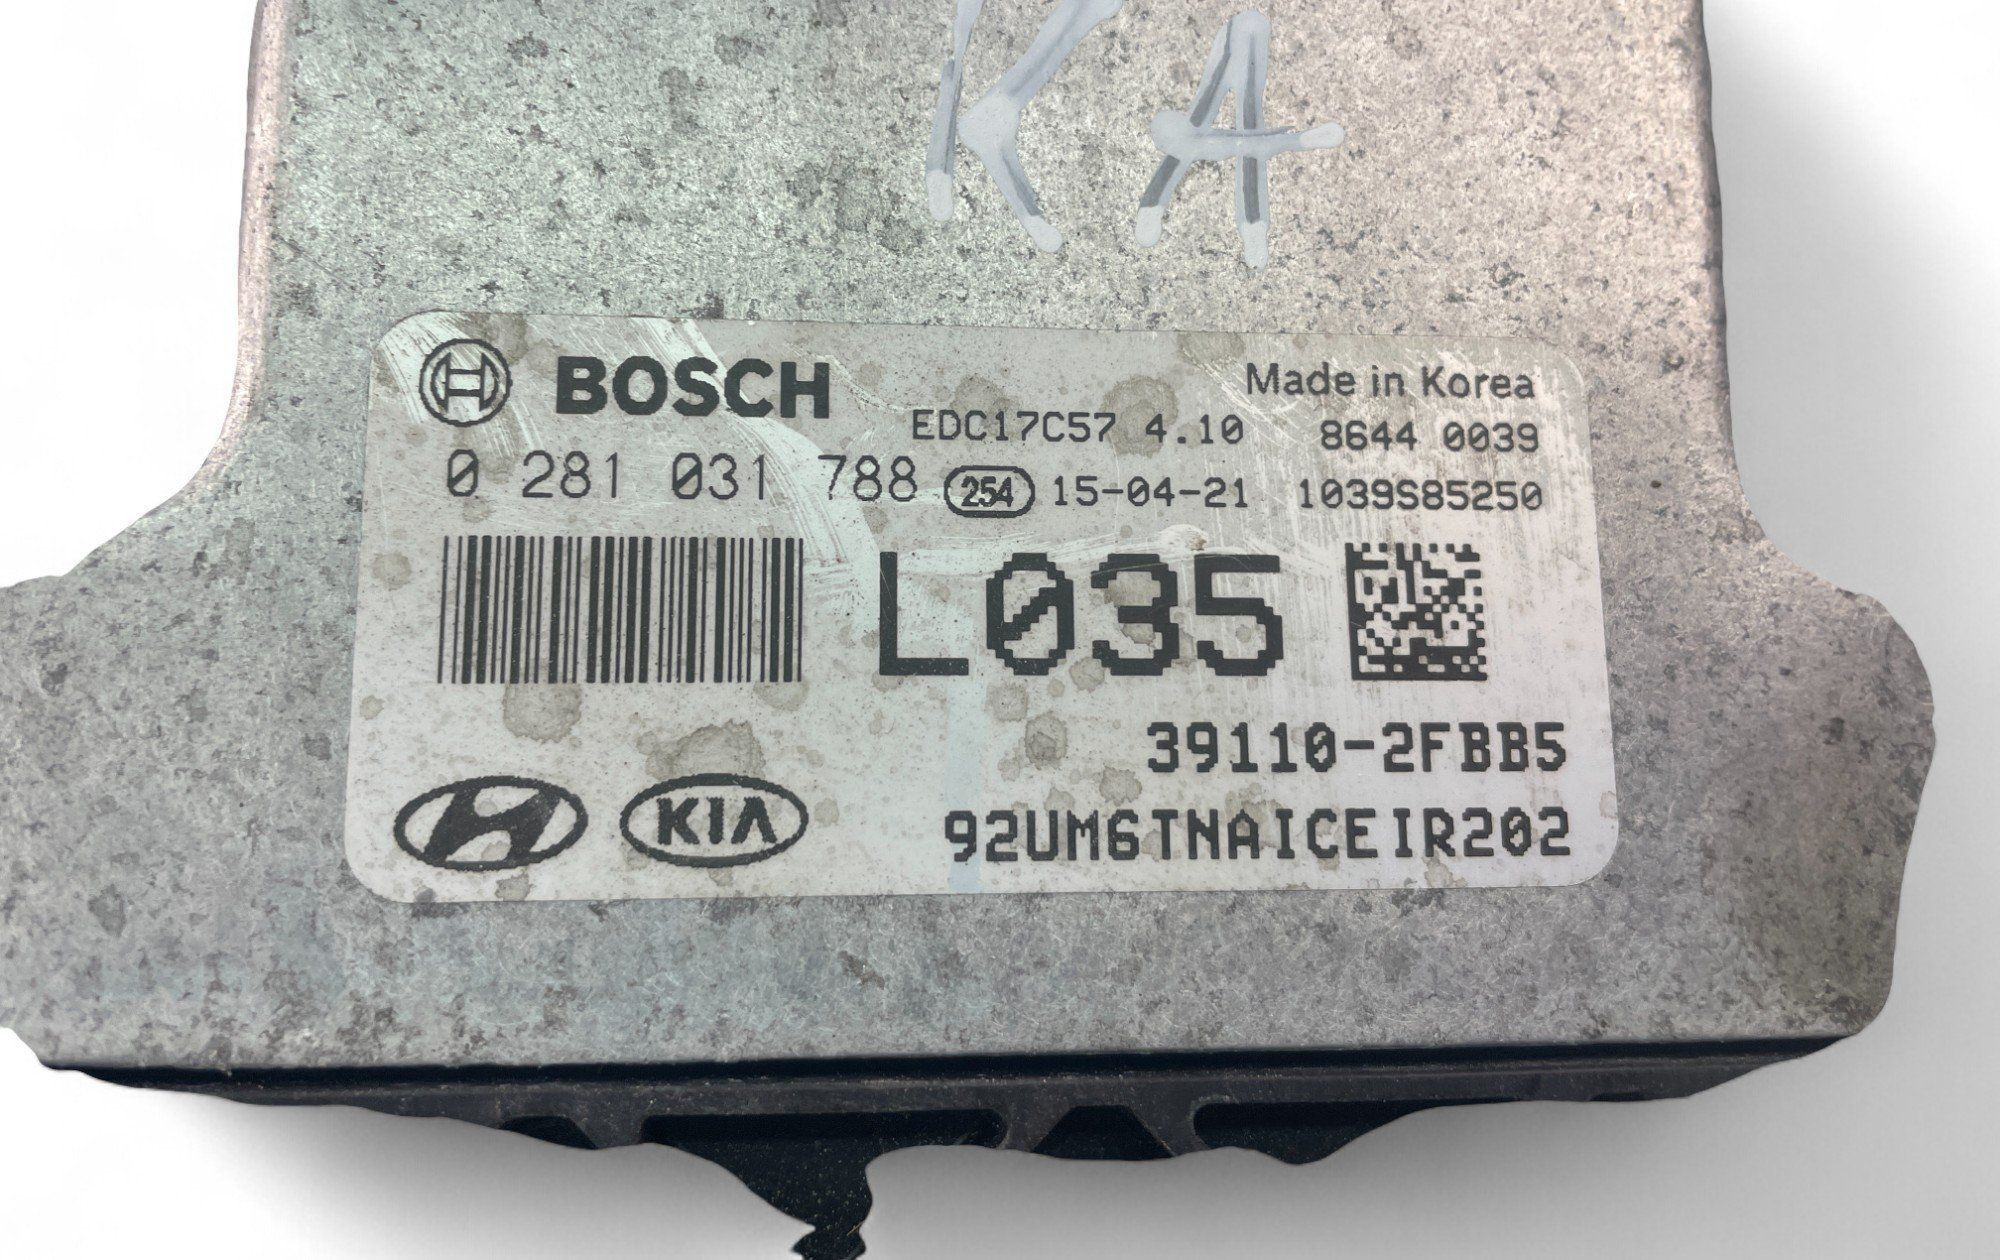 KA
BOSCH
Made in Korea
EDC17C57 4.10 8644 0039
0 281 031 788 254 15-04-21 1039S85250
L035
39110-2FBB5
KIA
92UM6TNAICEIR202